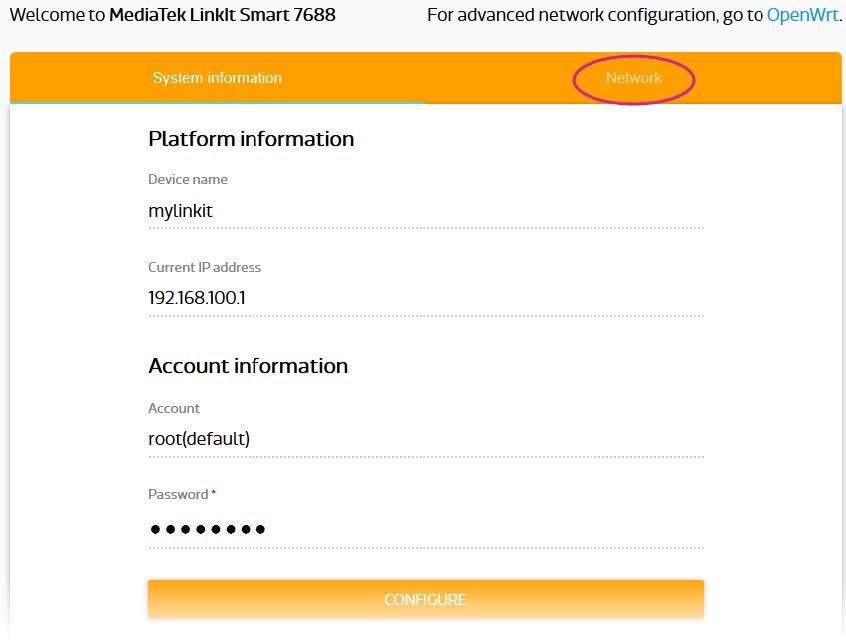 Welcome to MediaTek LinkIt Smart 7688 For advanced network configuration, go to OpenWrt.
System information Network
Platform information
Device name
mylinkit
Current IP address
192.168.100.1
Account information
Account
root(default)
Password *
●●●●●●●●
CONFIGURE